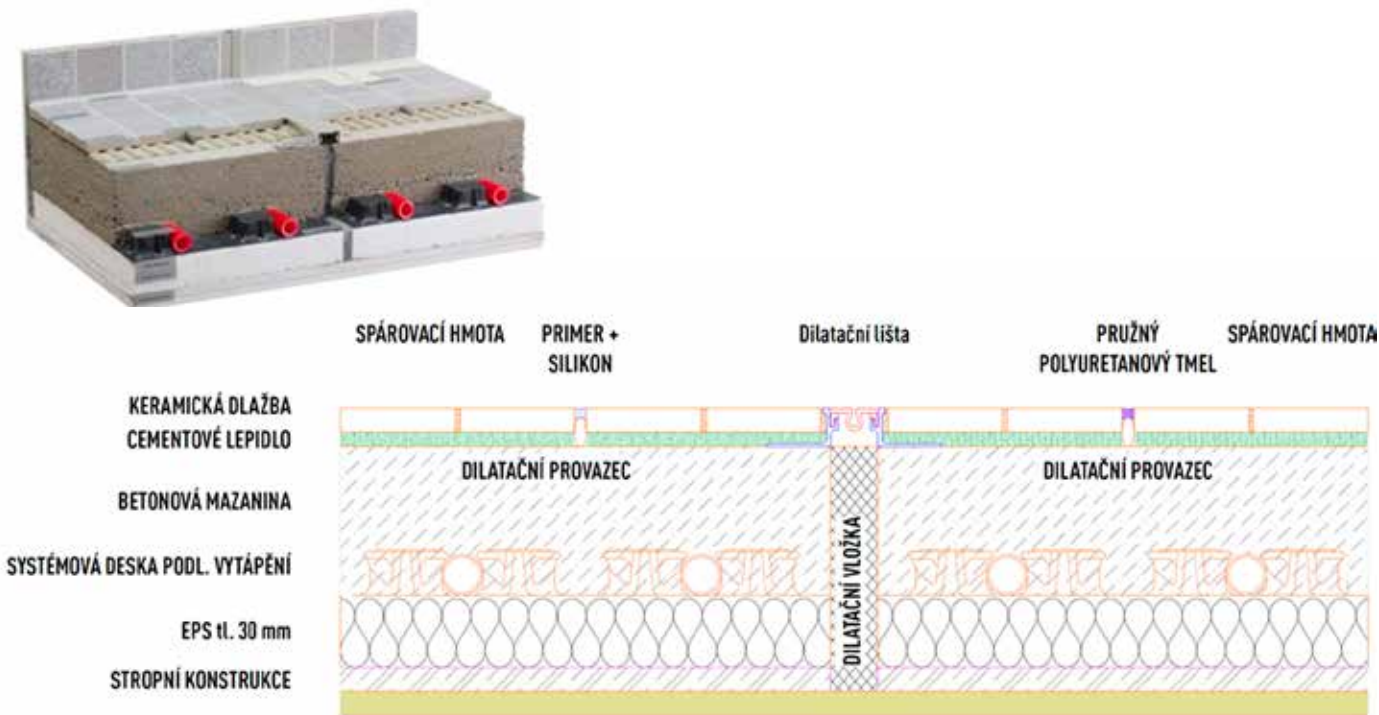 SPÁROVACÍ HMOTA PRIMER + Dilatační lišta PRUŽNÝ SPÁROVACÍ HMOTA
SILIKON POLYURETANOVÝ TMEL
KERAMICKÁ DLAŽBA
CEMENTOVÉ LEPIDLO
DILATAČNÍ PROVAZEC DILATAČNÍ PROVAZEC
BETONOVÁ MAZANINA
SYSTÉMOVÁ DESKA PODL. VYTÁPĚNÍ
DILATAČNÍ VLOŽKA
EPS tl. 30 mm
STROPNÍ KONSTRUKCE